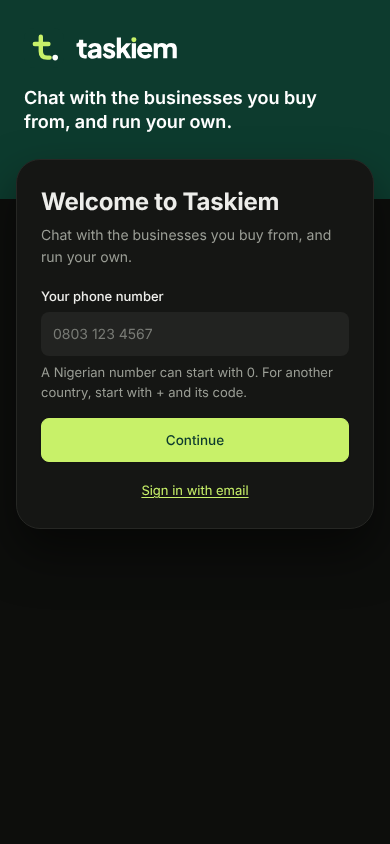 taskiem
Chat with the businesses you buy
from, and run your own.
Welcome to Taskiem
Chat with the businesses you buy from, and
run your own.
Your phone number
0803 123 4567
A Nigerian number can start with 0. For another
country, start with + and its code.
Continue
Sign in with email